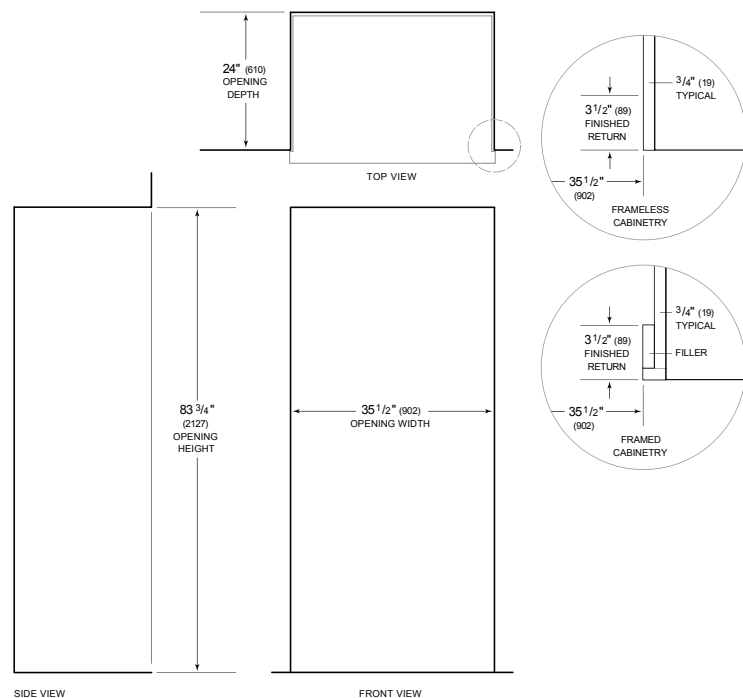 24" (610)
OPENING
DEPTH
TOP VIEW
3/4" (19)
TYPICAL
3 1/2" (89)
FINISHED
RETURN
35 1/2"
(902)
FRAMELESS
CABINETRY
3/4" (19)
TYPICAL
3 1/2" (89)
FINISHED
RETURN
FILLER
35 1/2"
(902)
FRAMED
CABINETRY
83 3/4"
(2127)
OPENING
HEIGHT
35 1/2" (902)
OPENING WIDTH
SIDE VIEW
FRONT VIEW